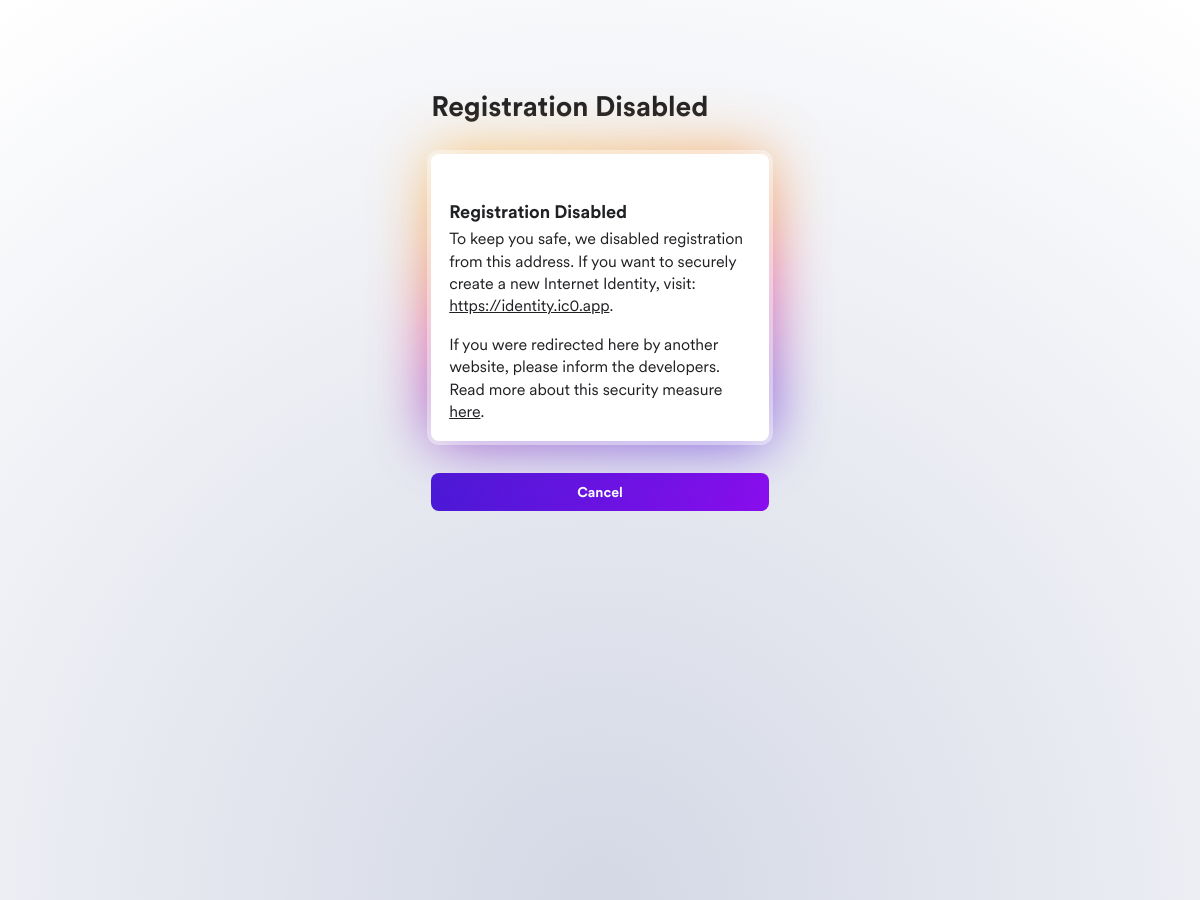 Registration Disabled
Registration Disabled
To keep you safe, we disabled registration
from this address. If you want to securely
create a new Internet Identity, visit:
https://identity.ic0.app.
If you were redirected here by another
website, please inform the developers.
Read more about this security measure
here.
Cancel